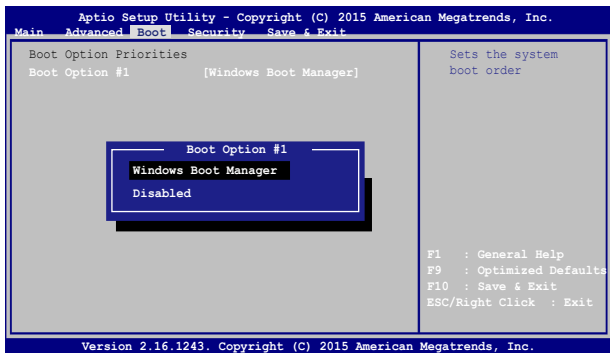 Aptio Setup Utility - Copyright (C) 2015 American Megatrends, Inc.
Main Advanced Boot Security Save & Exit
Boot Option Priorities
Boot Option #1 [Windows Boot Manager]
Sets the system
boot order
Boot Option #1
Windows Boot Manager
Disabled
F1 : General Help
F9 : Optimized Defaults
F10 : Save & Exit
ESC/Right Click : Exit
Version 2.16.1243. Copyright (C) 2015 American Megatrends, Inc.